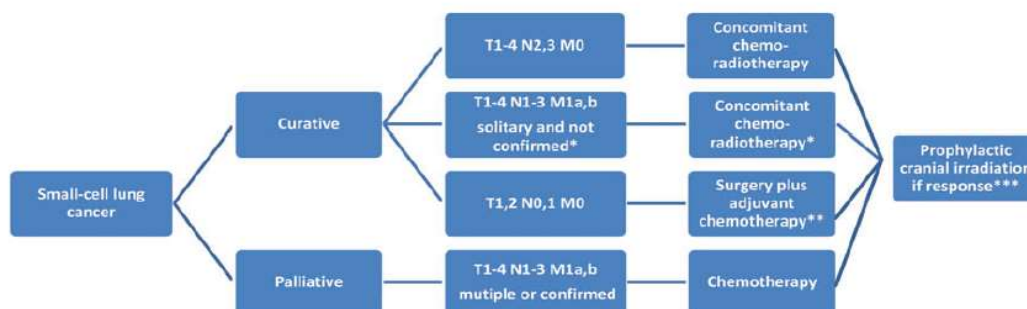 T1-4 N2,3 M0
Concomitant
chemo-
radiotherapy
Curative
T1-4 N1-3 M1a,b
solitary and not
confirmed*
Concomitant
chemo-
radiotherapy*
Small-cell lung
cancer
T1,2 N0,1 M0
Surgery plus
adjuvant
chemotherapy**
Prophylactic
cranial irradiation
if response***
Palliative
T1-4 N1-3 M1a,b
mutiple or confirmed
Chemotherapy